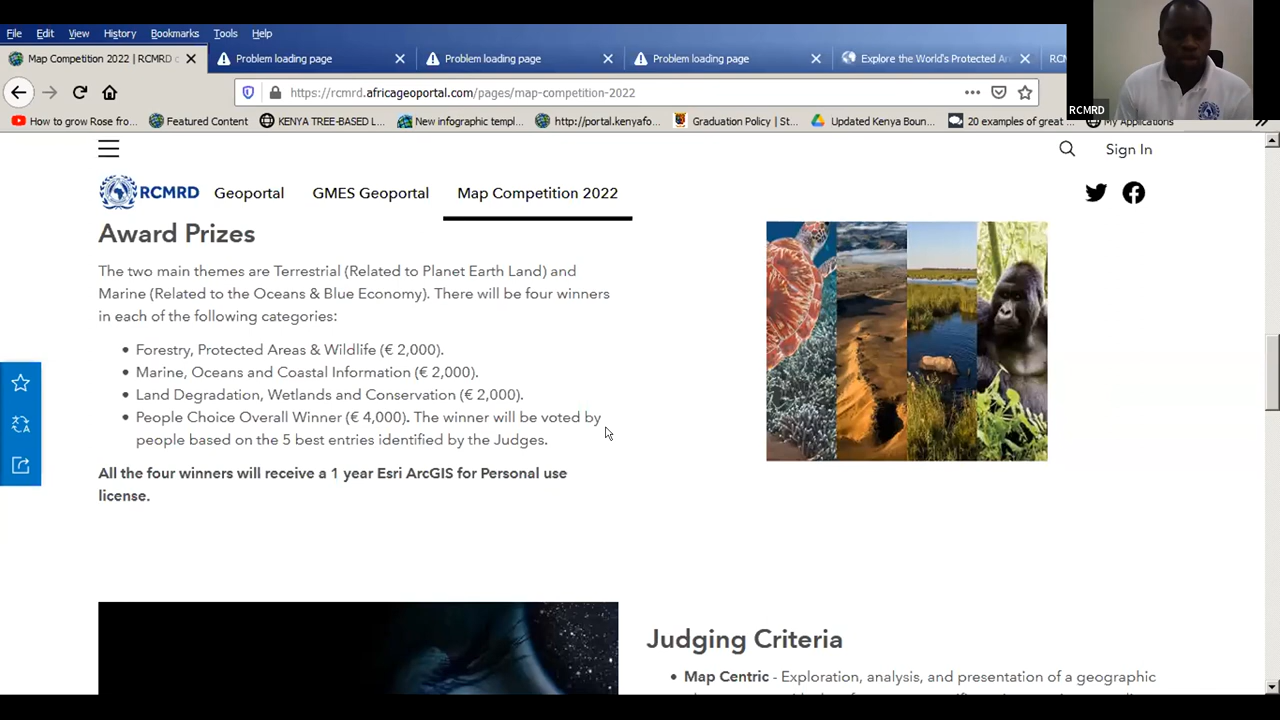 File Edit View History Bookmarks Tools Help
Map Competition 2022 | RCMRD
Problem loading page
Problem loading page
Problem loading page
Explore the World's Protected
RCMRD
https://rcmrd.africageoportal.com/pages/map-competition-2022
How to grow Rose fro...
Featured Content
KENYA TREE-BASED L...
New infographic templ...
http://portal.kenyafo...
Graduation Policy | St...
Updated Kenya Boun...
20 examples of great ...
My Applications
Sign In
RCMRD Geoportal GMES Geoportal Map Competition 2022
Award Prizes
The two main themes are Terrestrial (Related to Planet Earth Land) and
Marine (Related to the Oceans & Blue Economy). There will be four winners
in each of the following categories:
• Forestry, Protected Areas & Wildlife (€ 2,000).
• Marine, Oceans and Coastal Information (€ 2,000).
• Land Degradation, Wetlands and Conservation (€ 2,000).
• People Choice Overall Winner (€ 4,000). The winner will be voted by
people based on the 5 best entries identified by the Judges.
All the four winners will receive a 1 year Esri ArcGIS for Personal use
license.
Judging Criteria
• Map Centric - Exploration, analysis, and presentation of a geographic